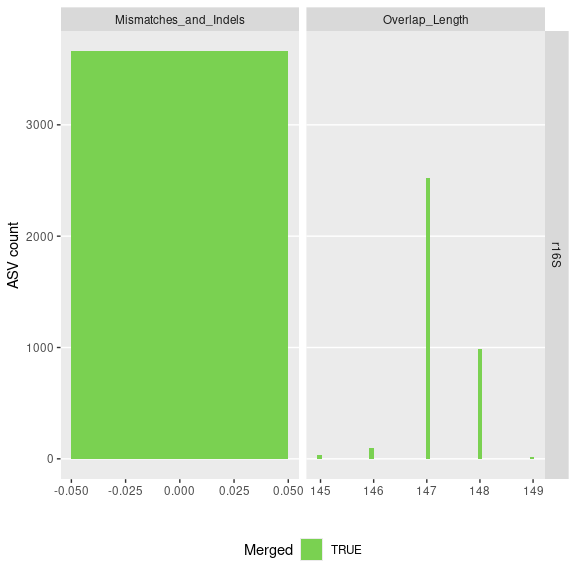 Mismatches_and_Indels
Overlap_Length
r16S
ASV count
3000
2000
1000
0
-0.050
-0.025
0.000
0.025
0.050
145
146
147
148
149
Merged
TRUE